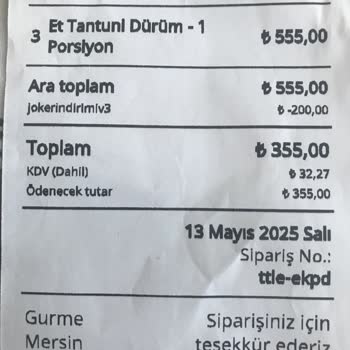 3 Et Tantuni Dürüm - 1 ₺ 555,00
Porsiyon
Ara toplam ₺ 555,00
jokerindirimiv3 ₺ -200,00
Toplam ₺ 355,00
KDV (Dahil) ₺ 32,27
Ödenecek tutar ₺ 355,00
13 Mayıs 2025 Salı
Sipariş No.:
ttle-ekpd
Gurme Siparişiniz için
Mersin teşekkür ederiz